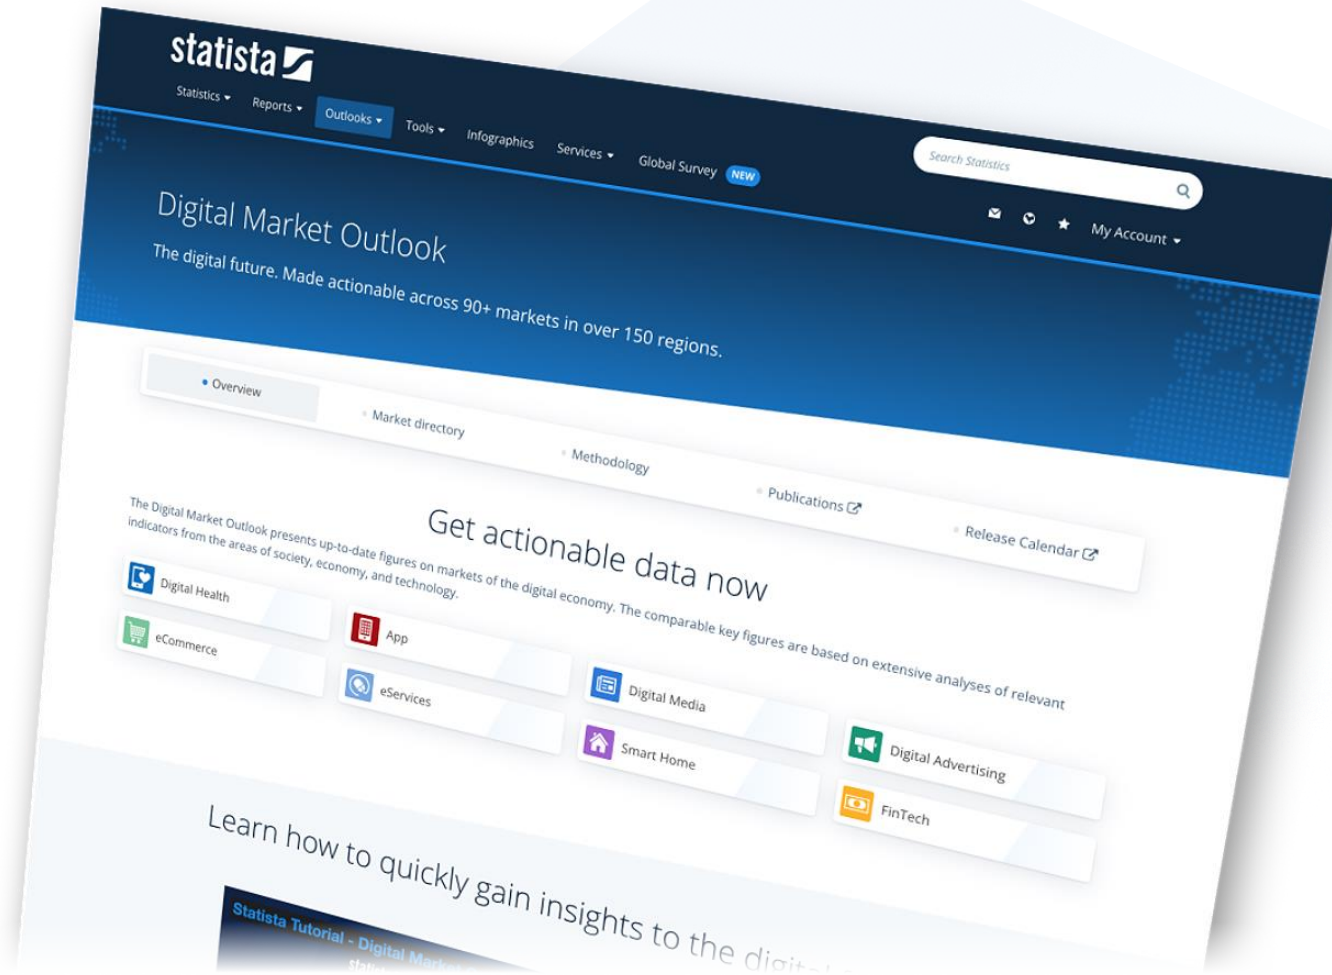 statista
Statistics
Reports
Outlooks
Tools
Infographics
Services
Global Survey NEW
Search Statistics
My Account
Digital Market Outlook
The digital future. Made actionable across 90+ markets in over 150 regions.
Overview
Market directory
Methodology
Publications
Release Calendar
Get actionable data now
The Digital Market Outlook presents up-to-date figures on markets of the digital economy. The comparable key figures are based on extensive analyses of relevant
indicators from the areas of society, economy, and technology.
Digital Health
App
Digital Media
Digital Advertising
eCommerce
eServices
Smart Home
FinTech
Learn how to quickly gain insights to the
Statista Tutorial - Digital Market